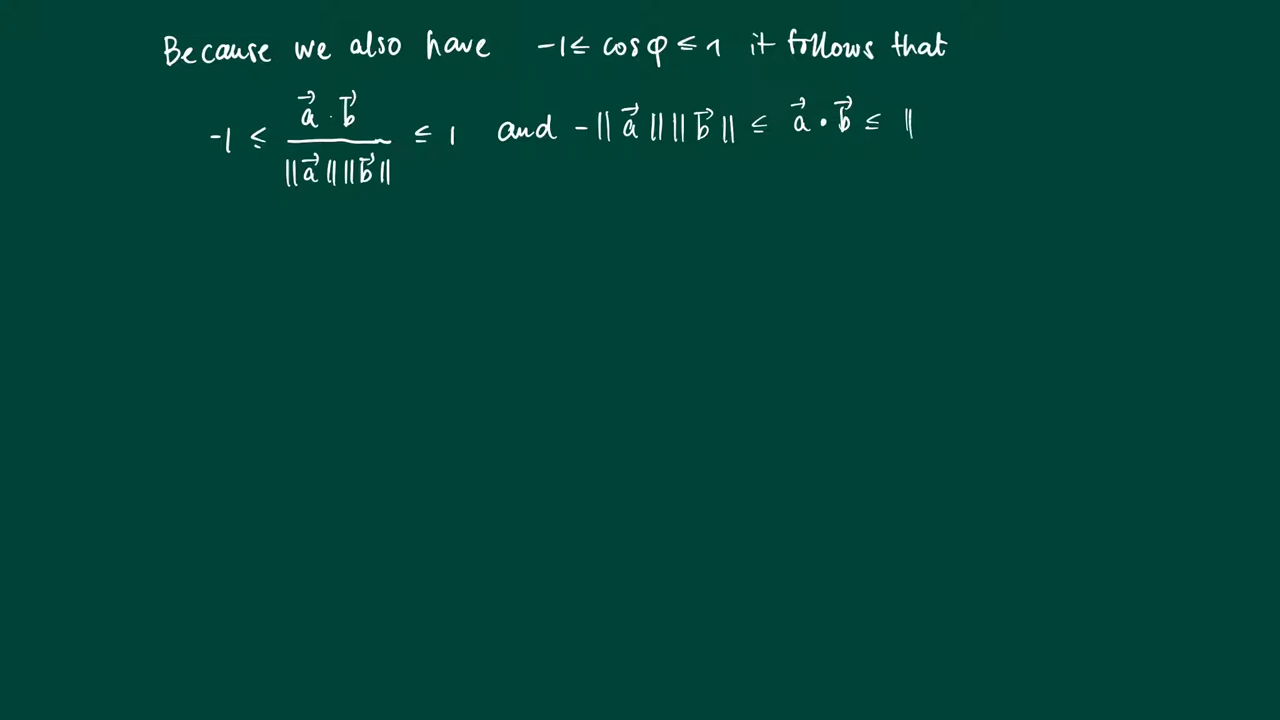 Because we also have -1 ≤ cos φ ≤ 1 it follows that
-1 ≤ (a⃗ · b⃗) / (‖a⃗‖ ‖b⃗‖) ≤ 1 and -‖a⃗‖ ‖b⃗‖ ≤ a⃗ • b⃗ ≤ ‖